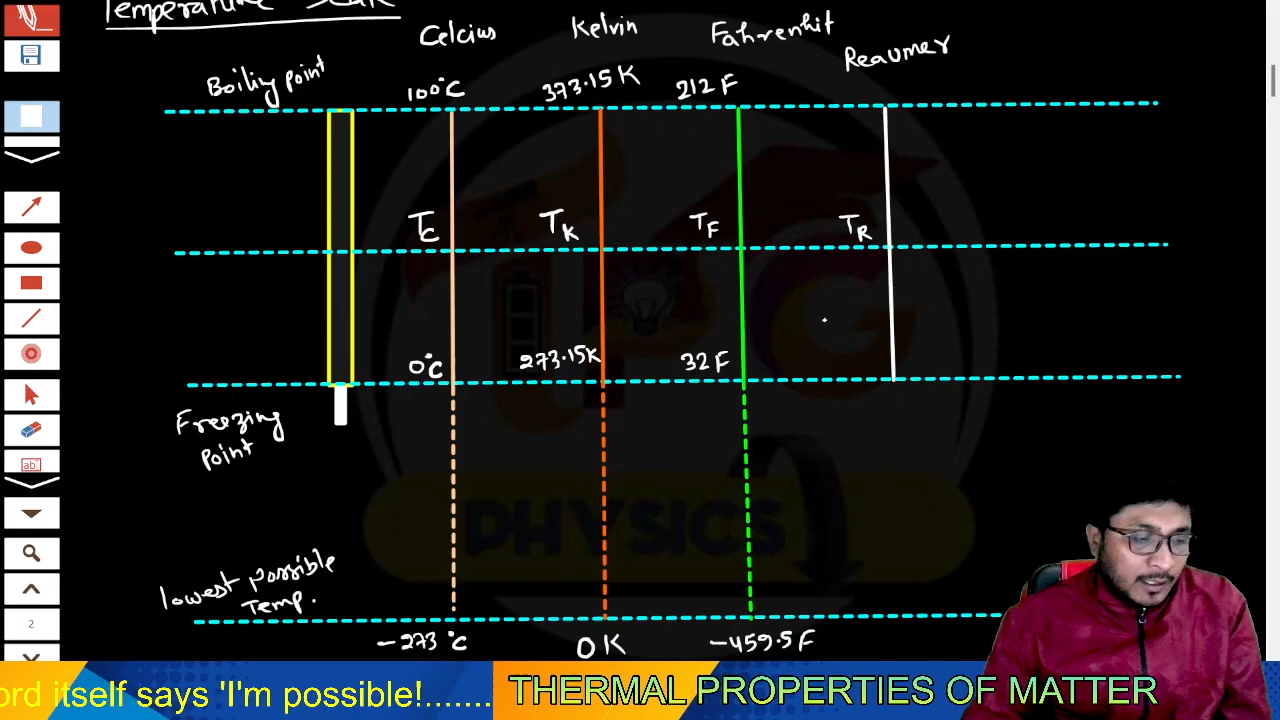 Temperature Scale
Celcius
Kelvin
Fahrenhit
Reaumer
Boiling point
100°C
373.15 K
212 F
TC
TK
TF
TR
0°C
273.15K
32 F
Freezing
point
PHYSICS
lowest possible
Temp.
-273 °C
0 K
-459.5 F
ab
2
ord itself says 'I'm possible!.......
THERMAL PROPERTIES OF MATTER